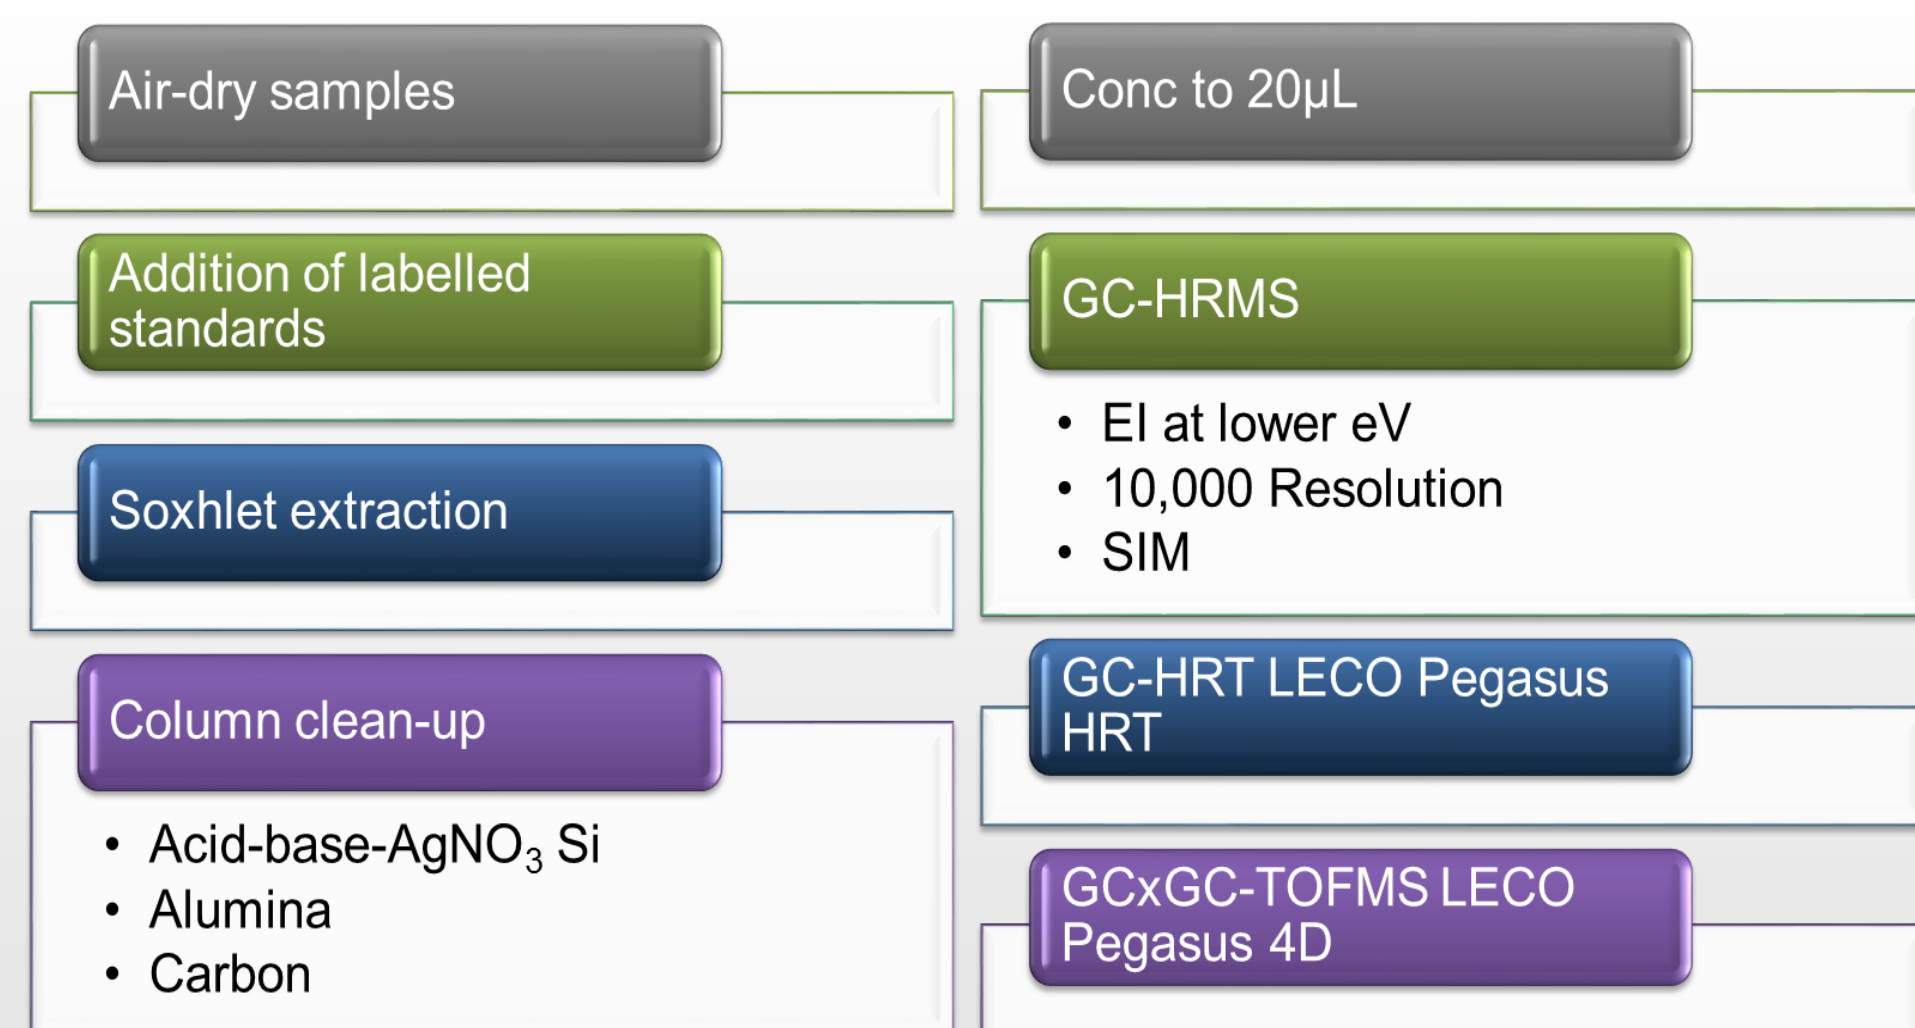 Air-dry samples
Addition of labelled
standards
Soxhlet extraction
Column clean-up
• Acid-base-AgNO₃ Si
• Alumina
• Carbon
Conc to 20µL
GC-HRMS
• EI at lower eV
• 10,000 Resolution
• SIM
GC-HRT LECO Pegasus
HRT
GCxGC-TOFMS LECO
Pegasus 4D